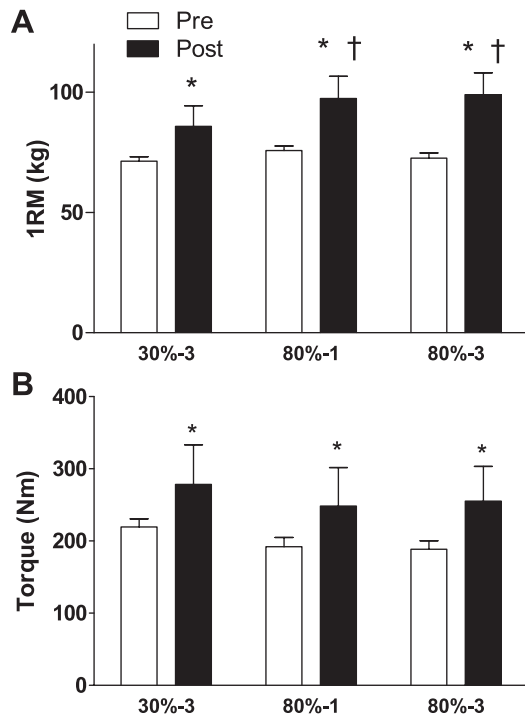 A
Pre
Post
* * † * †
100
50
0
1RM (kg)
30%-3 80%-1 80%-3
B
400
300
200
100
0
Torque (Nm)
* * *
30%-3 80%-1 80%-3